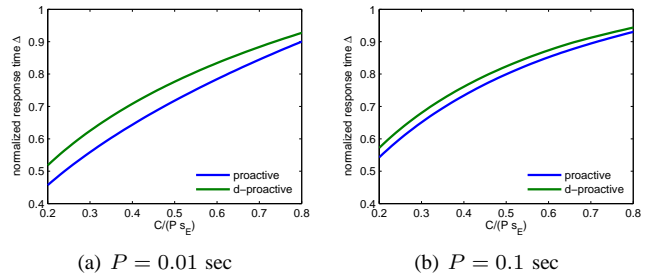 normalized response time Δ
1
0.9
0.8
0.7
0.6
0.5
0.4
proactive
d−proactive
0.2 0.3 0.4 0.5 0.6 0.7 0.8
C/(P s_E)
(a) P = 0.01 sec
normalized response time Δ
1
0.9
0.8
0.7
0.6
0.5
0.4
proactive
d−proactive
0.2 0.3 0.4 0.5 0.6 0.7 0.8
C/(P s_E)
(b) P = 0.1 sec